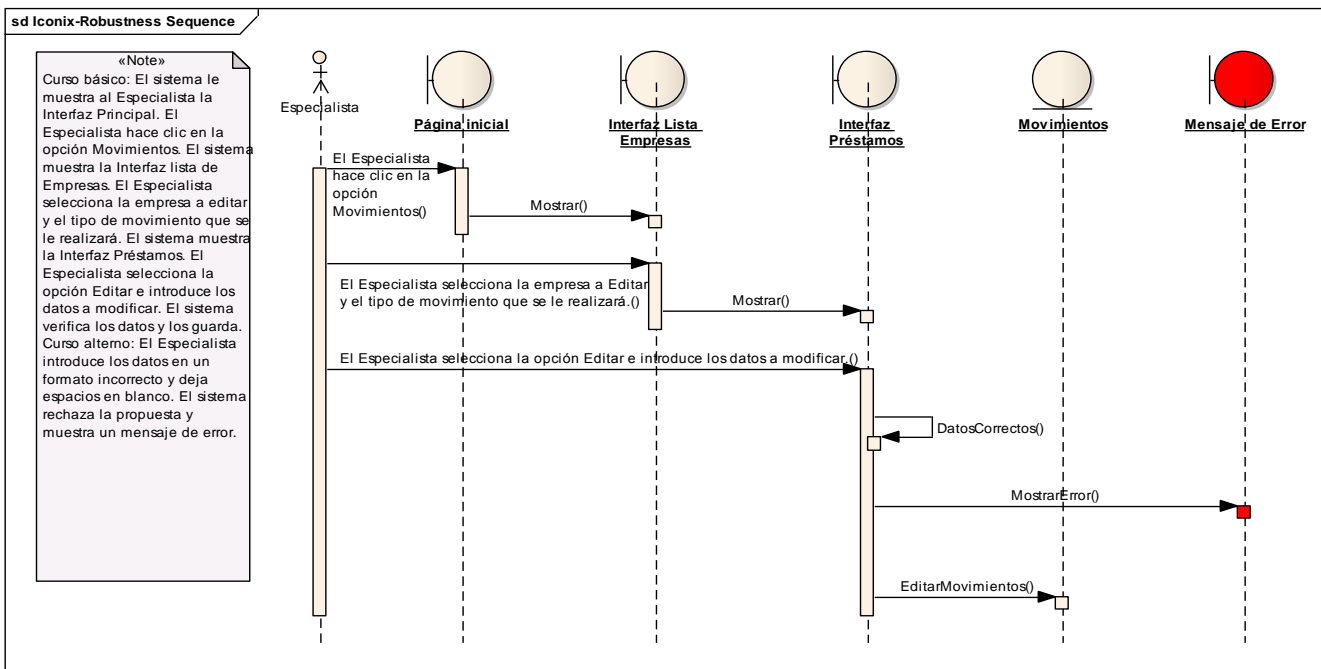 sd Iconix-Robustness Sequence
«Note»
Curso básico: El sistema le
muestra al Especialista la
Interfaz Principal. El
Especialista hace clic en la
opción Movimientos. El sistema
muestra la Interfaz lista de
Empresas. El Especialista
selecciona la empresa a editar
y el tipo de movimiento que se
le realizará. El sistema muestra
la Interfaz Préstamos. El
Especialista selecciona la
opción Editar e introduce los
datos a modificar. El sistema
verifica los datos y los guarda.
Curso alterno: El Especialista
introduce los datos en un
formato incorrecto y deja
espacios en blanco. El sistema
rechaza la propuesta y
muestra un mensaje de error.
Especialista
Página inicial
Interfaz Lista
Empresas
Interfaz
Préstamos
Movimientos
Mensaje de Error
El Especialista
hace clic en la
opción
Movimientos()
Mostrar()
El Especialista selecciona la empresa a Editar
y el tipo de movimiento que se le realizará.()
Mostrar()
El Especialista selecciona la opción Editar e introduce los datos a modificar.()
DatosCorrectos()
MostrarError()
EditarMovimientos()